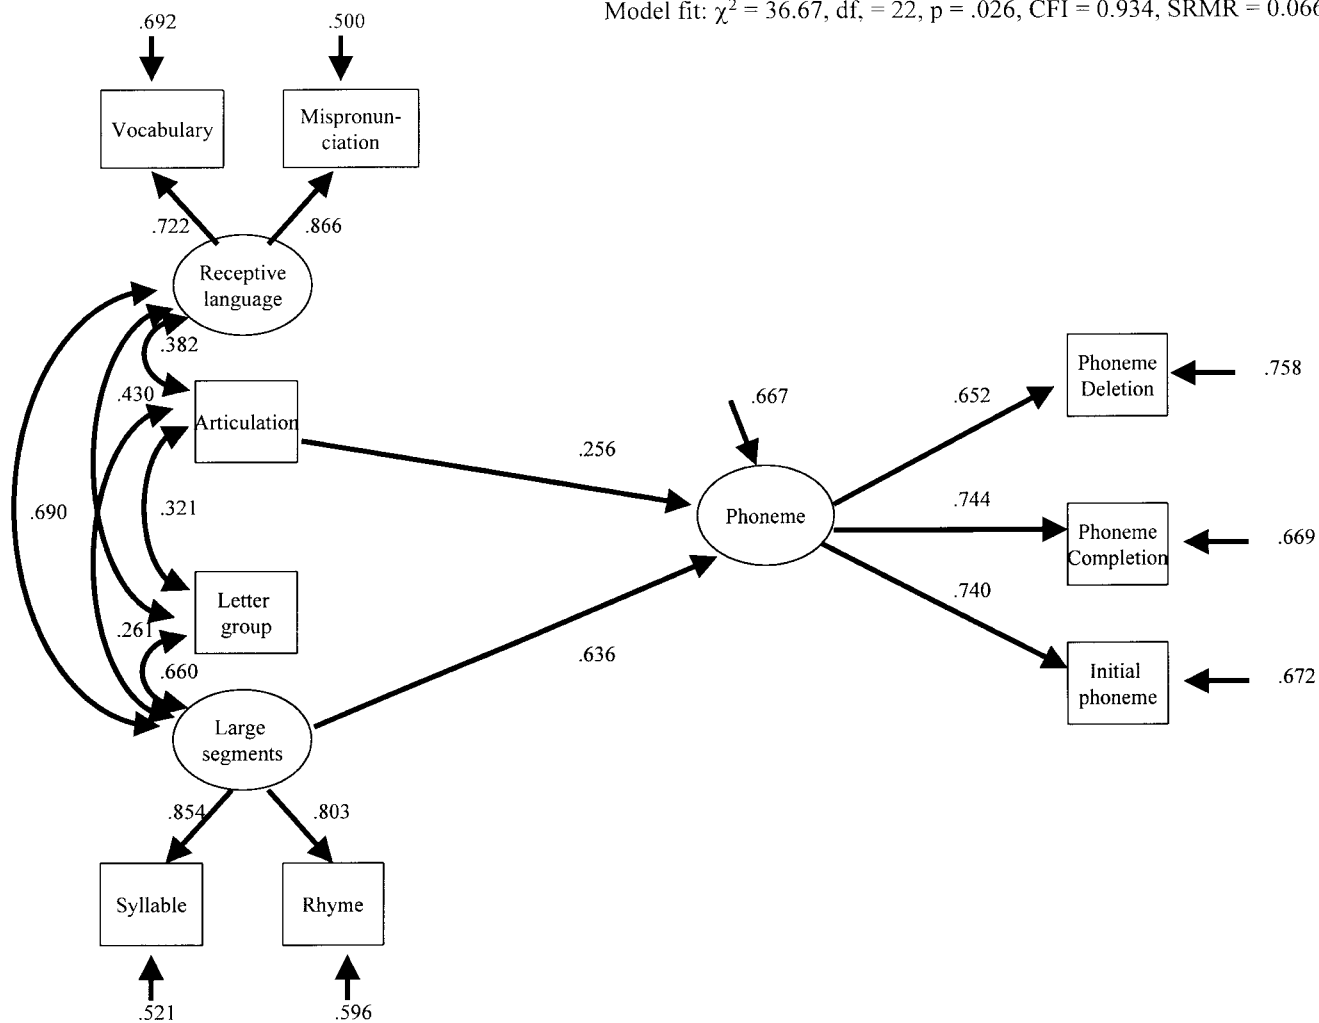 Model fit: χ² = 36.67, df, = 22, p = .026, CFI = 0.934, SRMR = 0.066
.692
.500
Vocabulary
Mispronun-
ciation
.722
.866
Receptive
language
.382
.430
Articulation
.256
.690
.321
Letter
group
.261
.660
.636
Large
segments
.854
.803
Syllable
Rhyme
.521
.596
.667
Phoneme
.652
.744
.740
Phoneme
Deletion
.758
Phoneme
Completion
.669
Initial
phoneme
.672